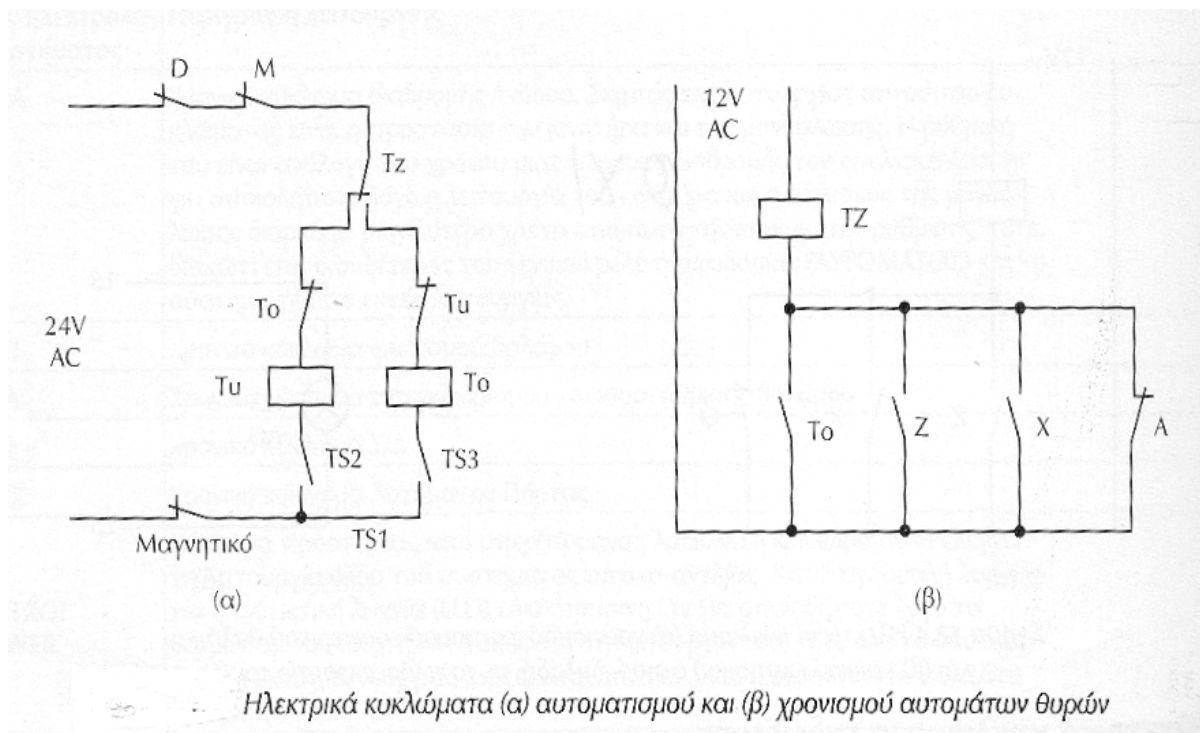 D M
Tz
To Tu
24V
AC
Tu To
TS2 TS3
Μαγνητικό TS1
(α)
12V
AC
TZ
To Z X A
(β)
Ηλεκτρικά κυκλώματα (α) αυτοματισμού και (β) χρονισμού αυτομάτων θυρών